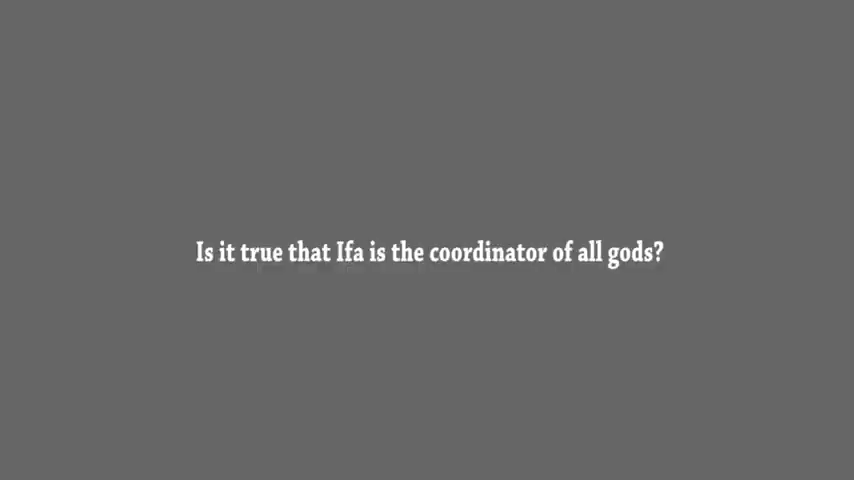 Is it true that Ifa is the coordinator of all gods?